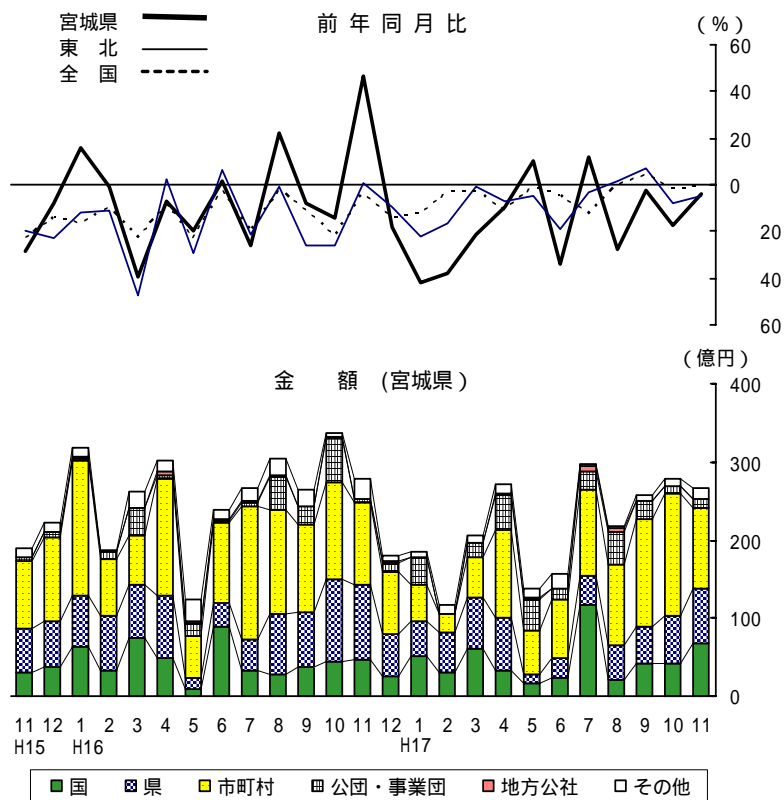 宮城県
東 北
全 国
前 年 同 月 比
(%)
60
40
20
0
20
40
60
(億円)
金 額 (宮城県)
400
300
200
100
0
11 12 1 2 3 4 5 6 7 8 9 10 11 12 1 2 3 4 5 6 7 8 9 10 11
H15 H16 H17
国 県 市町村 公団・事業団 地方公社 その他